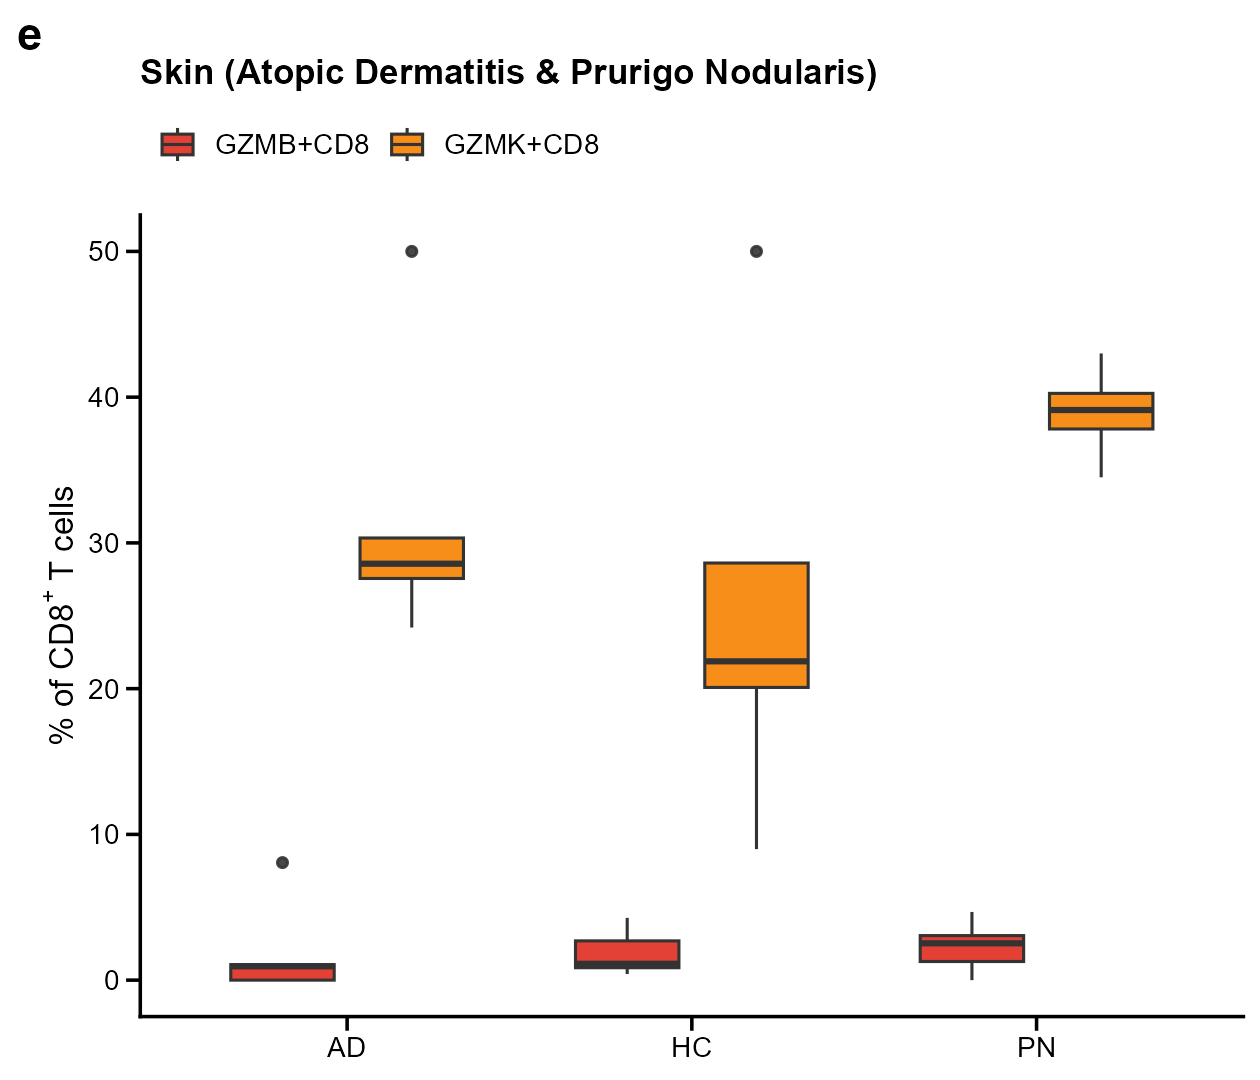 e
Skin (Atopic Dermatitis & Prurigo Nodularis)
GZMB+CD8 GZMK+CD8
% of CD8⁺ T cells
50
40
30
20
10
0
AD HC PN